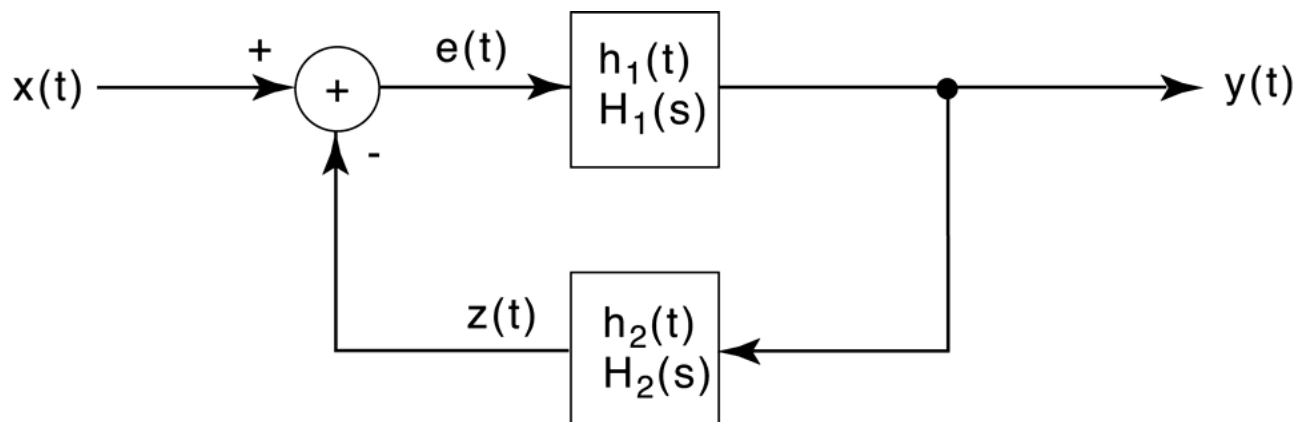 +
e(t)
h₁(t)
x(t)
+
y(t)
H₁(s)
-
z(t)
h₂(t)
H₂(s)